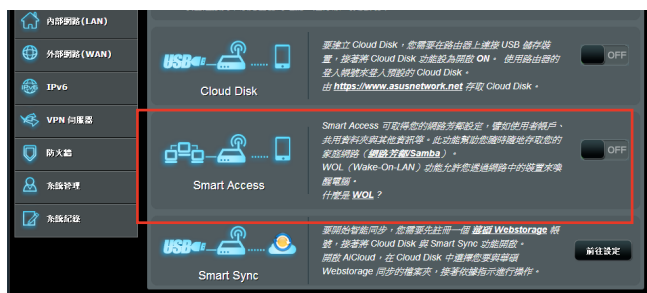 內部網路(LAN)
外部網路(WAN)
IPv6
VPN 伺服器
防火牆
系統管理
系統紀錄
USB
Cloud Disk
要建立 Cloud Disk，您需要在路由器上連接 USB 儲存裝
置，接著將 Cloud Disk 功能設為開啟 ON。 使用路由器的
登入帳號來登入預設的 Cloud Disk。
由 https://www.asusnetwork.net 存取 Cloud Disk。
OFF
Smart Access
Smart Access 可取得您的網路芳鄰設定，譬如使用者帳戶、
共用資料夾與其他資訊等。此功能幫助您隨時隨地存取您的
家庭網路（網路芳鄰/Samba）。
WOL（Wake-On-LAN）功能允許您透過網路中的裝置來喚
醒電腦。
什麼是 WOL？
OFF
USB
Smart Sync
要開始智能同步，您需要先註冊一個 華碩 Webstorage 帳
號，接著將 Cloud Disk 與 Smart Sync 功能開啟。
開啟 AiCloud，在 Cloud Disk 中選擇您要與華碩
Webstorage 同步的檔案夾，接著依據指示進行操作。
前往設定